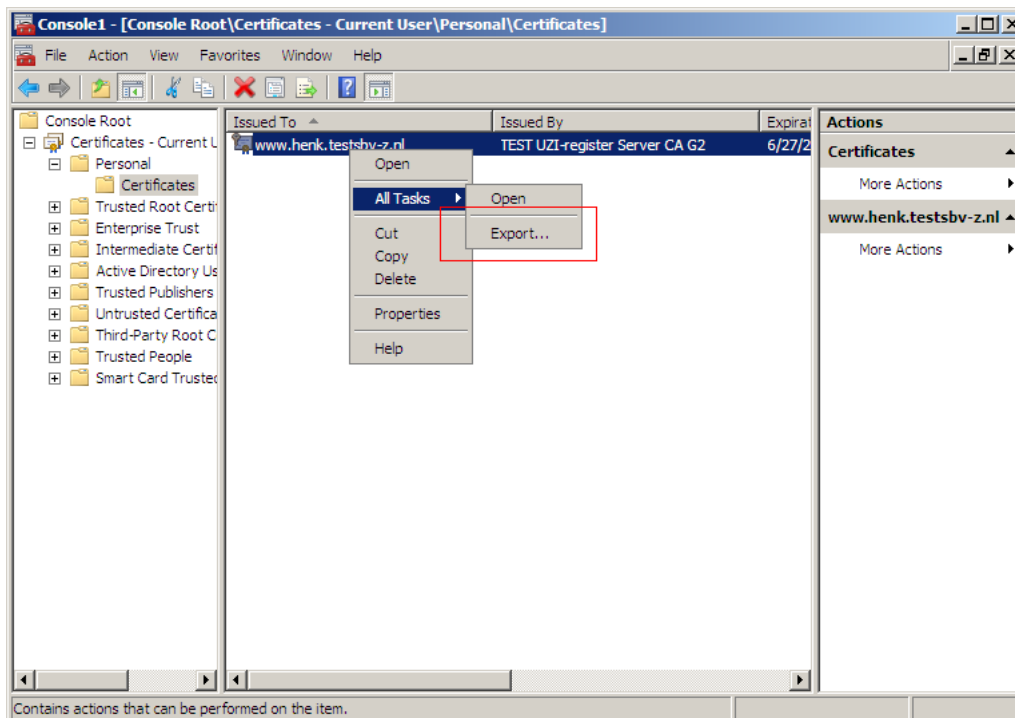 Console1 - [Console Root\Certificates - Current User\Personal\Certificates]
File Action View Favorites Window Help
Console Root
Certificates - Current U
Personal
Certificates
Trusted Root Certi
Enterprise Trust
Intermediate Certif
Active Directory Us
Trusted Publishers
Untrusted Certifica
Third-Party Root C
Trusted People
Smart Card Trusted
Issued To Issued By Expirat
www.henk.testsbv-z.nl TEST UZI-register Server CA G2 6/27/2
Open
All Tasks
Cut
Copy
Delete
Properties
Help
Open
Export...
Actions
Certificates
More Actions
www.henk.testsbv-z.nl
More Actions
Contains actions that can be performed on the item.